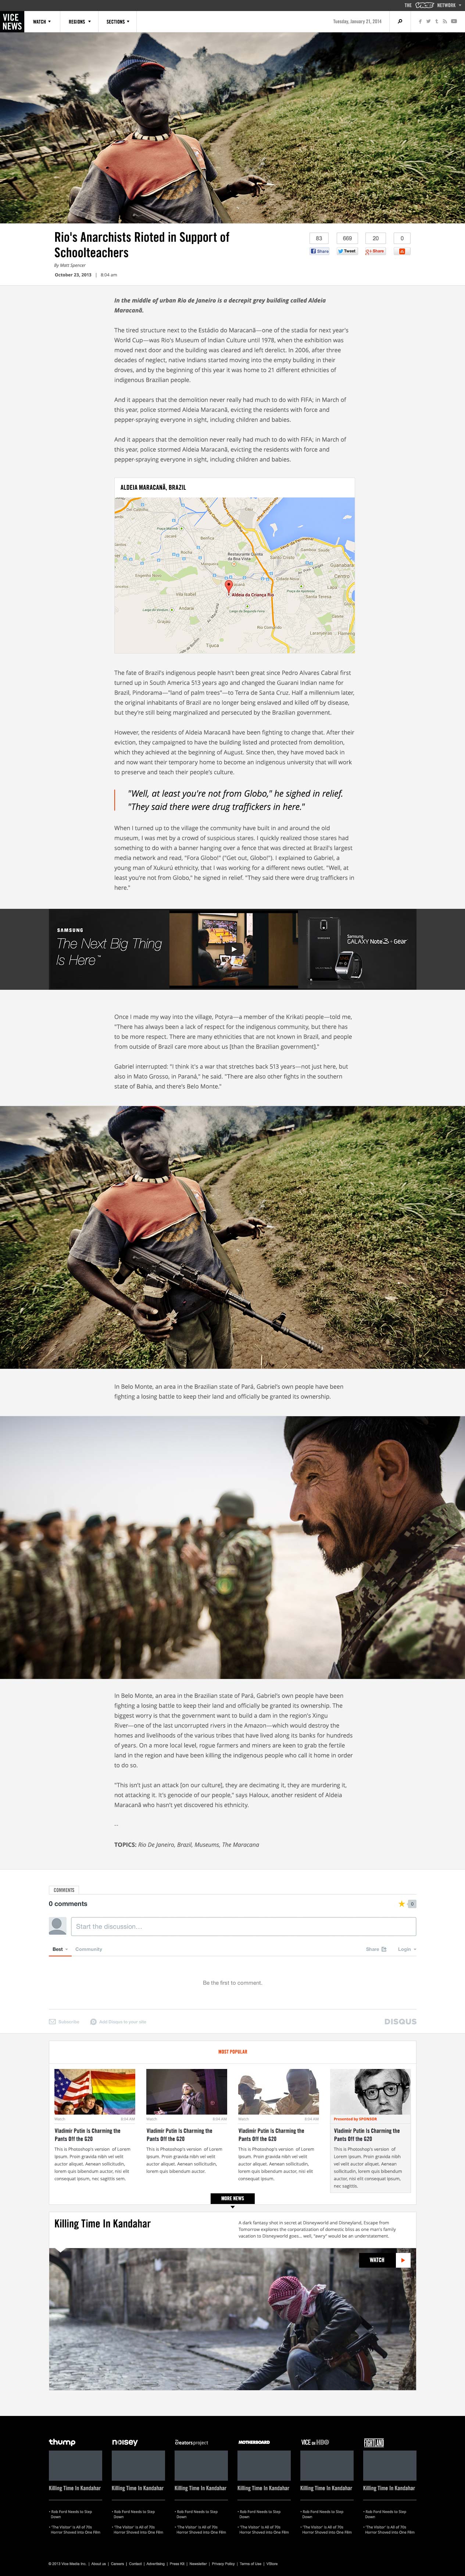 THE VICE NETWORK
VICE
NEWS
WATCH
REGIONS
SECTIONS
Tuesday, January 21, 2014
Rio's Anarchists Rioted in Support of
Schoolteachers
By Matt Spencer
October 23, 2013 | 8:04 am
83
669
20
0
Share
Tweet
Share
In the middle of urban Rio de Janeiro is a decrepit grey building called Aldeia
Maracanã.
The tired structure next to the Estádio do Maracanã—one of the stadia for next year's
World Cup—was Rio's Museum of Indian Culture until 1978, when the exhibition was
moved next door and the building was cleared and left derelict. In 2006, after three
decades of neglect, native Indians started moving into the empty building in their
droves, and by the beginning of this year it was home to 21 different ethnicities of
indigenous Brazilian people.
And it appears that the demolition never really had much to do with FIFA; in March of
this year, police stormed Aldeia Maracanã, evicting the residents with force and
pepper-spraying everyone in sight, including children and babies.
And it appears that the demolition never really had much to do with FIFA; in March of
this year, police stormed Aldeia Maracanã, evicting the residents with force and
pepper-spraying everyone in sight, including children and babies.
ALDEIA MARACANÃ, BRAZIL
Benfica
Rocha
Vila Isabel
Andaraí
Grajaú
Tijuca
Aldeia da Criança Rio
Rio Comprido
Santo Cristo
Centro
Santa Teresa
Laranjeiras
Flamengo
The fate of Brazil's indigenous people hasn't been great since Pedro Alvares Cabral first
turned up in South America 513 years ago and changed the Guarani Indian name for
Brazil, Pindorama—"land of palm trees"—to Terra de Santa Cruz. Half a millennium later,
the original inhabitants of Brazil are no longer being enslaved and killed off by disease,
but they're still being marginalized and persecuted by the Brazilian government.
However, the residents of Aldeia Maracanã have been fighting to change that. After their
eviction, they campaigned to have the building listed and protected from demolition,
which they achieved at the beginning of August. Since then, they have moved back in
and now want their temporary home to become an indigenous university that will work
to preserve and teach their people's culture.
"Well, at least you're not from Globo," he sighed in relief.
"They said there were drug traffickers in here."
When I turned up to the village the community have built in and around the old
museum, I was met by a crowd of suspicious stares. I quickly realized those stares had
something to do with a banner hanging over a fence that was directed at Brazil's largest
media network and read, "Fora Globo!" ("Get out, Globo!"). I explained to Gabriel, a
young man of Xukurú ethnicity, that I was working for a different news outlet. "Well, at
least you're not from Globo," he signed in relief. "They said there were drug traffickers in
here."
SAMSUNG
The Next Big Thing
Is Here™
Samsung
GALAXY Note 3 + Gear
Once I made my way into the village, Potyra—a member of the Krikati people—told me,
"There has always been a lack of respect for the indigenous community, but there has
to be more respect. There are many ethnicities that are not known in Brazil, and people
from outside of Brazil care more about us [than the Brazilian government]."
Gabriel interrupted: "I think it's a war that stretches back 513 years—not just here, but
also in Mato Grosso, in Paraná," he said. "There are also other fights in the southern
state of Bahia, and there's Belo Monte."
In Belo Monte, an area in the Brazilian state of Pará, Gabriel's own people have been
fighting a losing battle to keep their land and officially be granted its ownership.
In Belo Monte, an area in the Brazilian state of Pará, Gabriel's own people have been
fighting a losing battle to keep their land and officially be granted its ownership. The
biggest worry is that the government want to build a dam in the region's Xingu
River—one of the last uncorrupted rivers in the Amazon—which would destroy the
homes and livelihoods of the various tribes that have lived along its banks for hundreds
of years. On a more local level, rogue farmers and miners are keen to grab the fertile
land in the region and have been killing the indigenous people who call it home in order
to do so.
"This isn't just an attack [on our culture], they are decimating it, they are murdering it,
not attacking it. It's genocide of our people," says Haloux, another resident of Aldeia
Maracanã who hasn't yet discovered his ethnicity.
...
TOPICS: Rio De Janeiro, Brazil, Museums, The Maracana
COMMENTS
0 comments
0
Start the discussion...
Best
Community
Share
Login
Be the first to comment.
Subscribe
Add Disqus to your site
DISQUS
MOST POPULAR
Watch 8:04 AM
Vladimir Putin Is Charming the
Pants Off the G20
This is Photoshop's version of Lorem
Ipsum. Proin gravida nibh vel velit
auctor aliquet. Aenean sollicitudin,
lorem quis bibendum auctor, nisi elit
consequat ipsum, nec sagittis sem.
Watch 8:04 AM
Vladimir Putin Is Charming the
Pants Off the G20
This is Photoshop's version of Lorem
Ipsum. Proin gravida nibh vel velit
auctor aliquet. Aenean sollicitudin,
lorem quis bibendum auctor.
Watch 8:04 AM
Vladimir Putin Is Charming the
Pants Off the G20
This is Photoshop's version of Lorem
Ipsum. Proin gravida nibh vel velit
auctor aliquet. Aenean sollicitudin,
lorem quis bibendum auctor, nisi elit
consequat ipsum.
Presented by SPONSOR
Vladimir Putin Is Charming the
Pants Off the G20
This is Photoshop's version of Lorem
Ipsum. Proin gravida nibh vel velit
auctor aliquet. Aenean sollicitudin,
lorem quis bibendum auctor, nisi elit consequat ipsum,
nec sagittis.
MORE NEWS
Killing Time In Kandahar
A dark fantasy shot in secret at Disneyworld and Disneyland, Escape from
Tomorrow explores the corporatization of domestic bliss as one man's family
vacation to Disneyworld goes... well, "awry" would be an understatement.
WATCH
thump
noisey
creatorsproject
MOTHERBOARD
VICE on HBO
FIGHTLAND
Killing Time In Kandahar
Killing Time In Kandahar
Killing Time In Kandahar
Killing Time In Kandahar
Killing Time In Kandahar
Killing Time In Kandahar
• Rob Ford Needs to Step
Down
• 'The Visitor' Is All of '70s
Horror Shoved Into One Film
• Rob Ford Needs to Step
Down
• 'The Visitor' Is All of '70s
Horror Shoved Into One Film
• Rob Ford Needs to Step
Down
• 'The Visitor' Is All of '70s
Horror Shoved Into One Film
• Rob Ford Needs to Step
Down
• 'The Visitor' Is All of '70s
Horror Shoved Into One Film
• Rob Ford Needs to Step
Down
• 'The Visitor' Is All of '70s
Horror Shoved Into One Film
• Rob Ford Needs to Step
Down
• 'The Visitor' Is All of '70s
Horror Shoved Into One Film
© 2013 Vice Media Inc. | About us | Careers | Contact | Advertising | Press Kit | Newsletter | Privacy Policy | Terms of Use | VStore